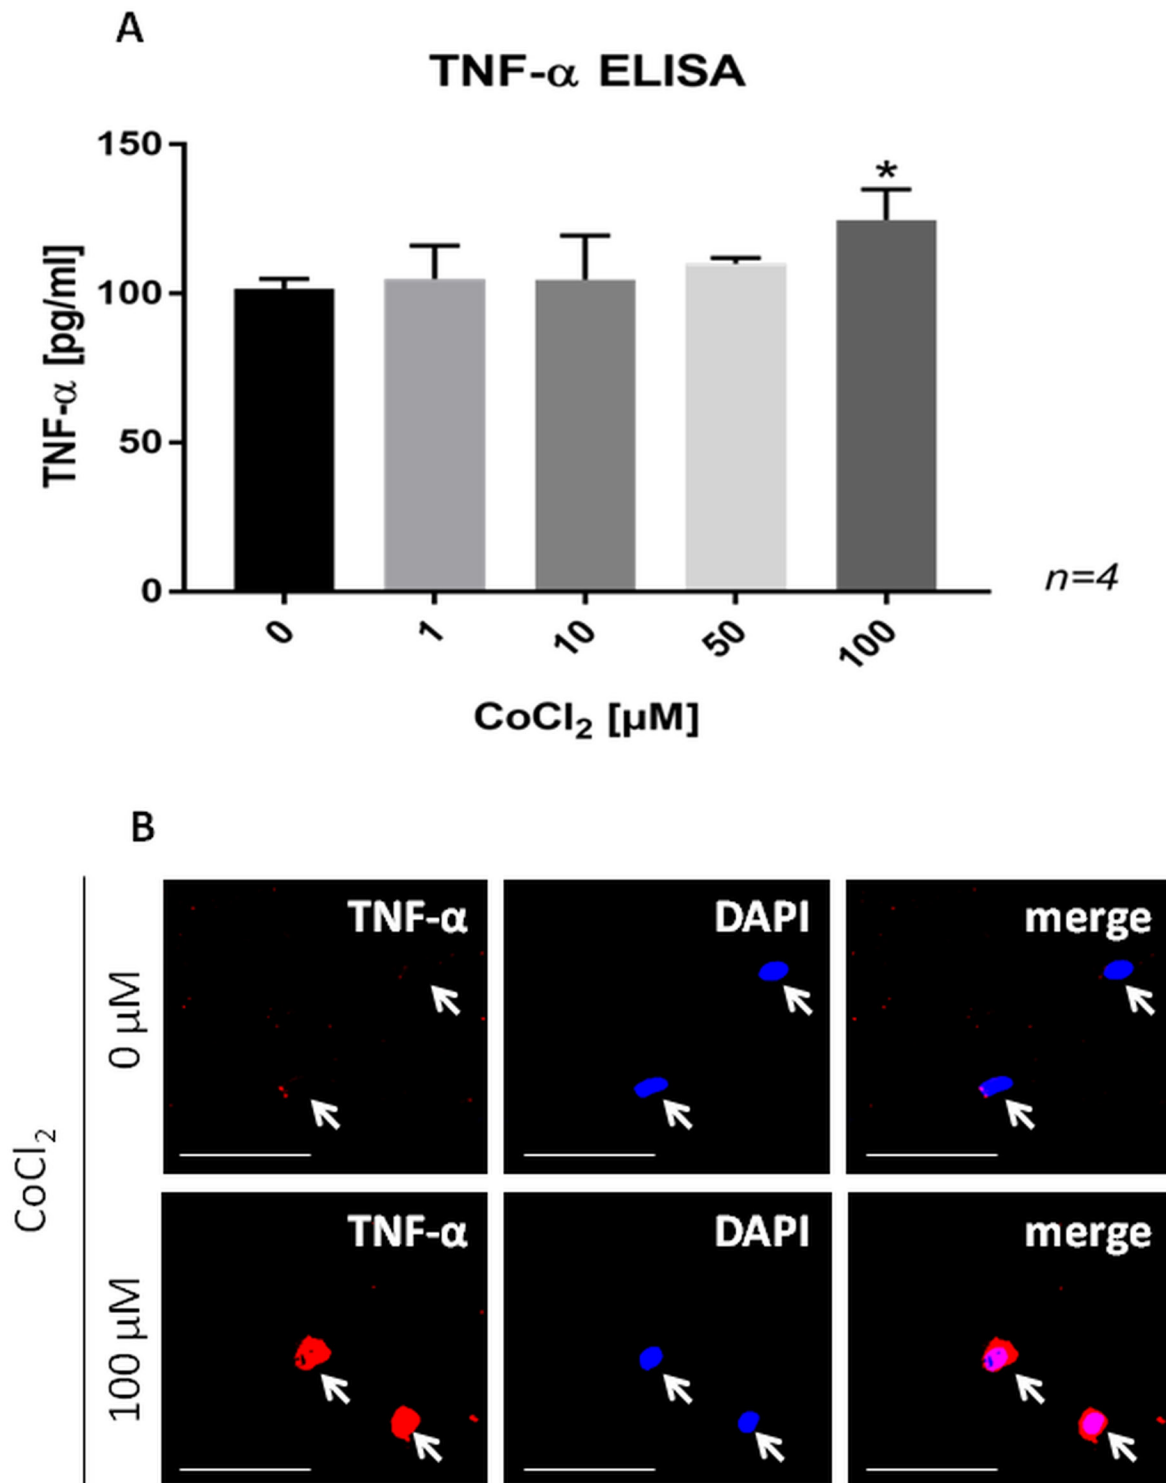 A
TNF-α ELISA
150
100
50
0
TNF-α [pg/ml]
*
0
1
10
50
100
n=4
CoCl₂ [µM]
B
CoCl₂
0 µM
TNF-α
DAPI
merge
100 µM
TNF-α
DAPI
merge